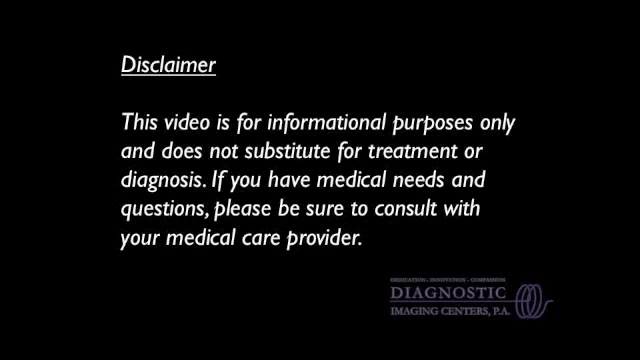 Disclaimer
This video is for informational purposes only
and does not substitute for treatment or
diagnosis. If you have medical needs and
questions, please be sure to consult with
your medical care provider.
DEDICATION - INNOVATION - COMPASSION
DIAGNOSTIC
IMAGING CENTERS, P.A.